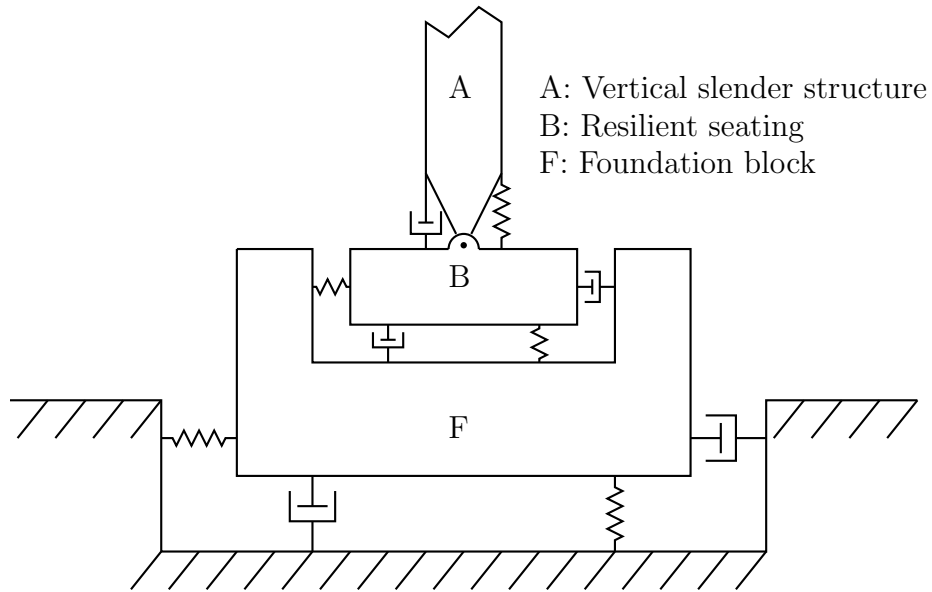 A
A: Vertical slender structure
B: Resilient seating
F: Foundation block
B
F